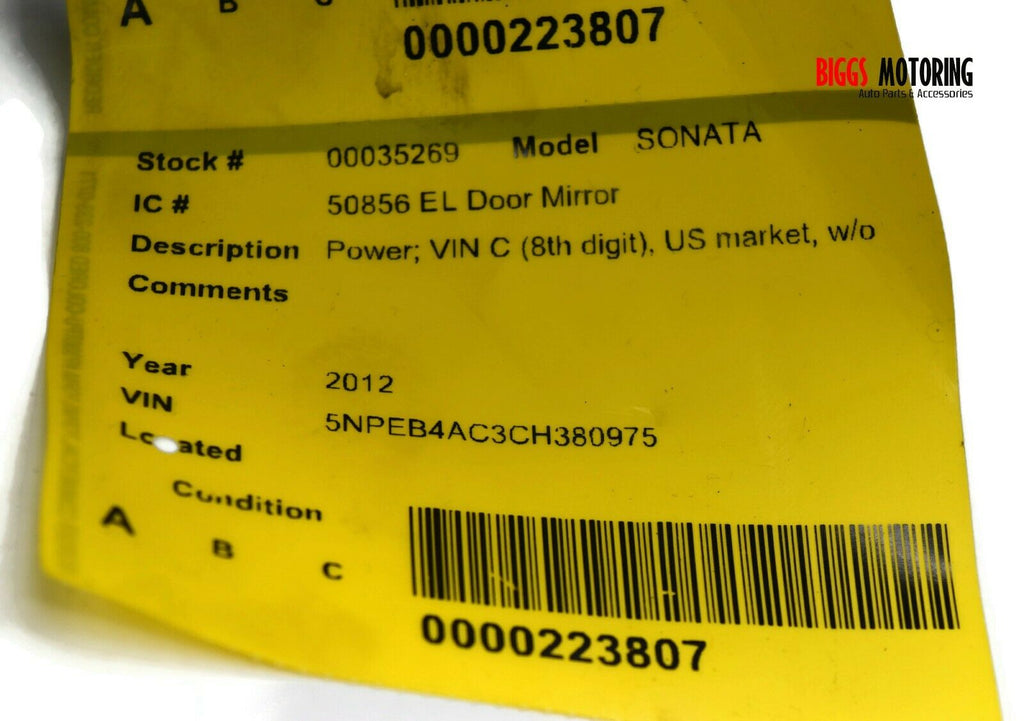 A B C
0000223807
BIGGS MOTORING
Auto Parts & Accessories
Stock # 00035269 Model SONATA
IC # 50856 EL Door Mirror
Description Power; VIN C (8th digit), US market, w/o
Comments
Year 2012
VIN 5NPEB4AC3CH380975
Located
Condition
A B C
0000223807